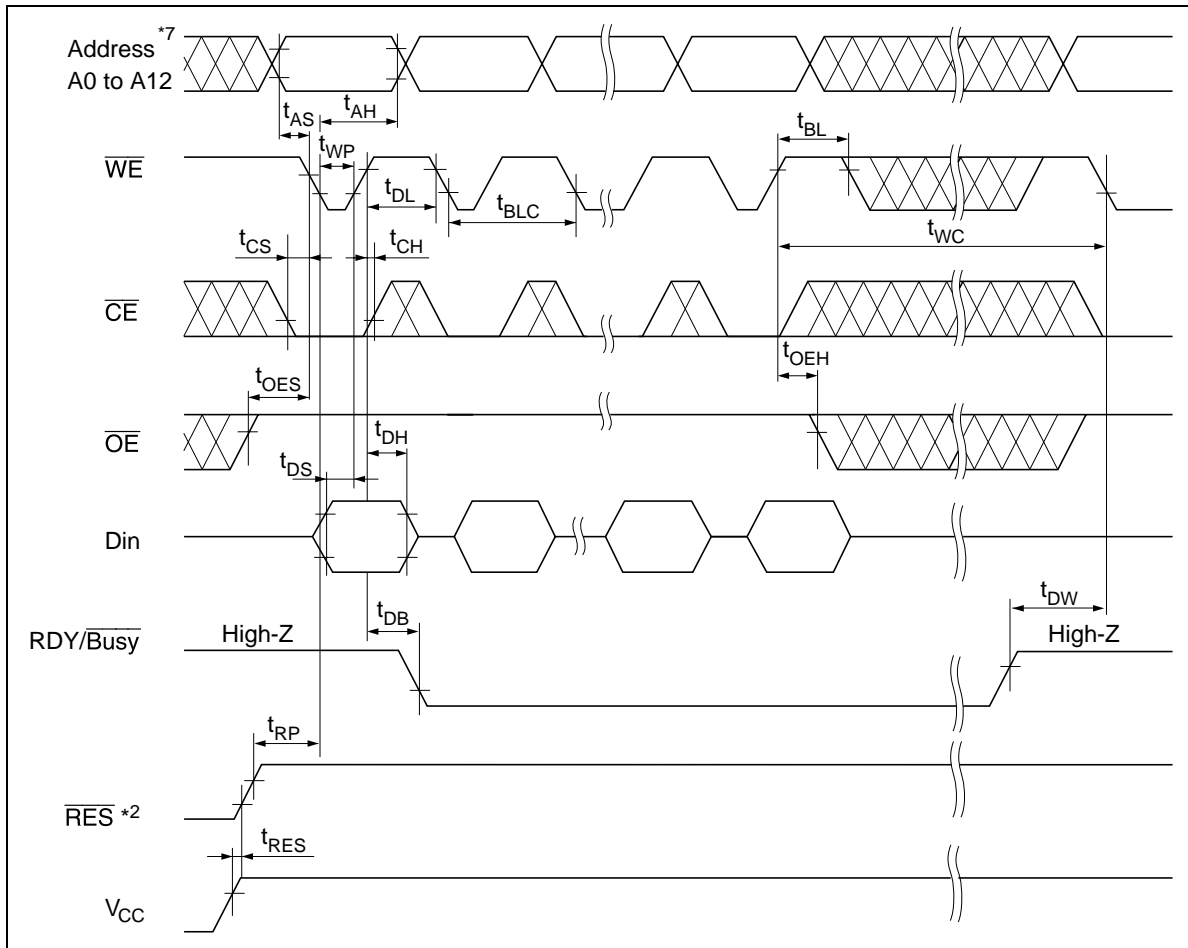 Address *7
A0 to A12
tAS
tAH
tBL
WE
tWP
tDL
tBLC
tWC
tCS
tCH
CE
tOEH
tOES
OE
tDH
tDS
Din
tDW
tDB
RDY/Busy
High-Z
High-Z
tRP
RES *2
tRES
VCC